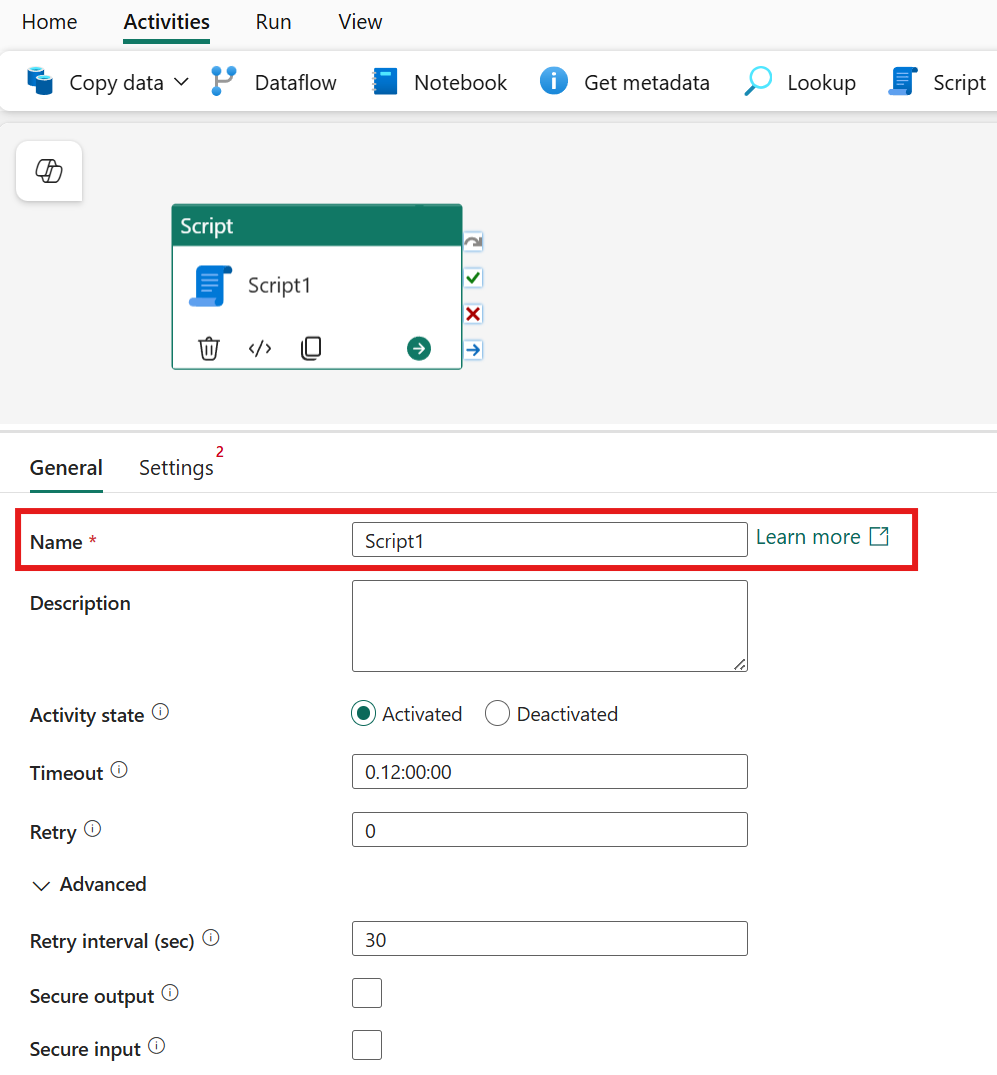 Home Activities Run View
Copy data Dataflow Notebook Get metadata Lookup Script
Script
Script1
General Settings 2
Name * Script1 Learn more
Description
Activity state Activated Deactivated
Timeout 0.12:00:00
Retry 0
Advanced
Retry interval (sec) 30
Secure output
Secure input